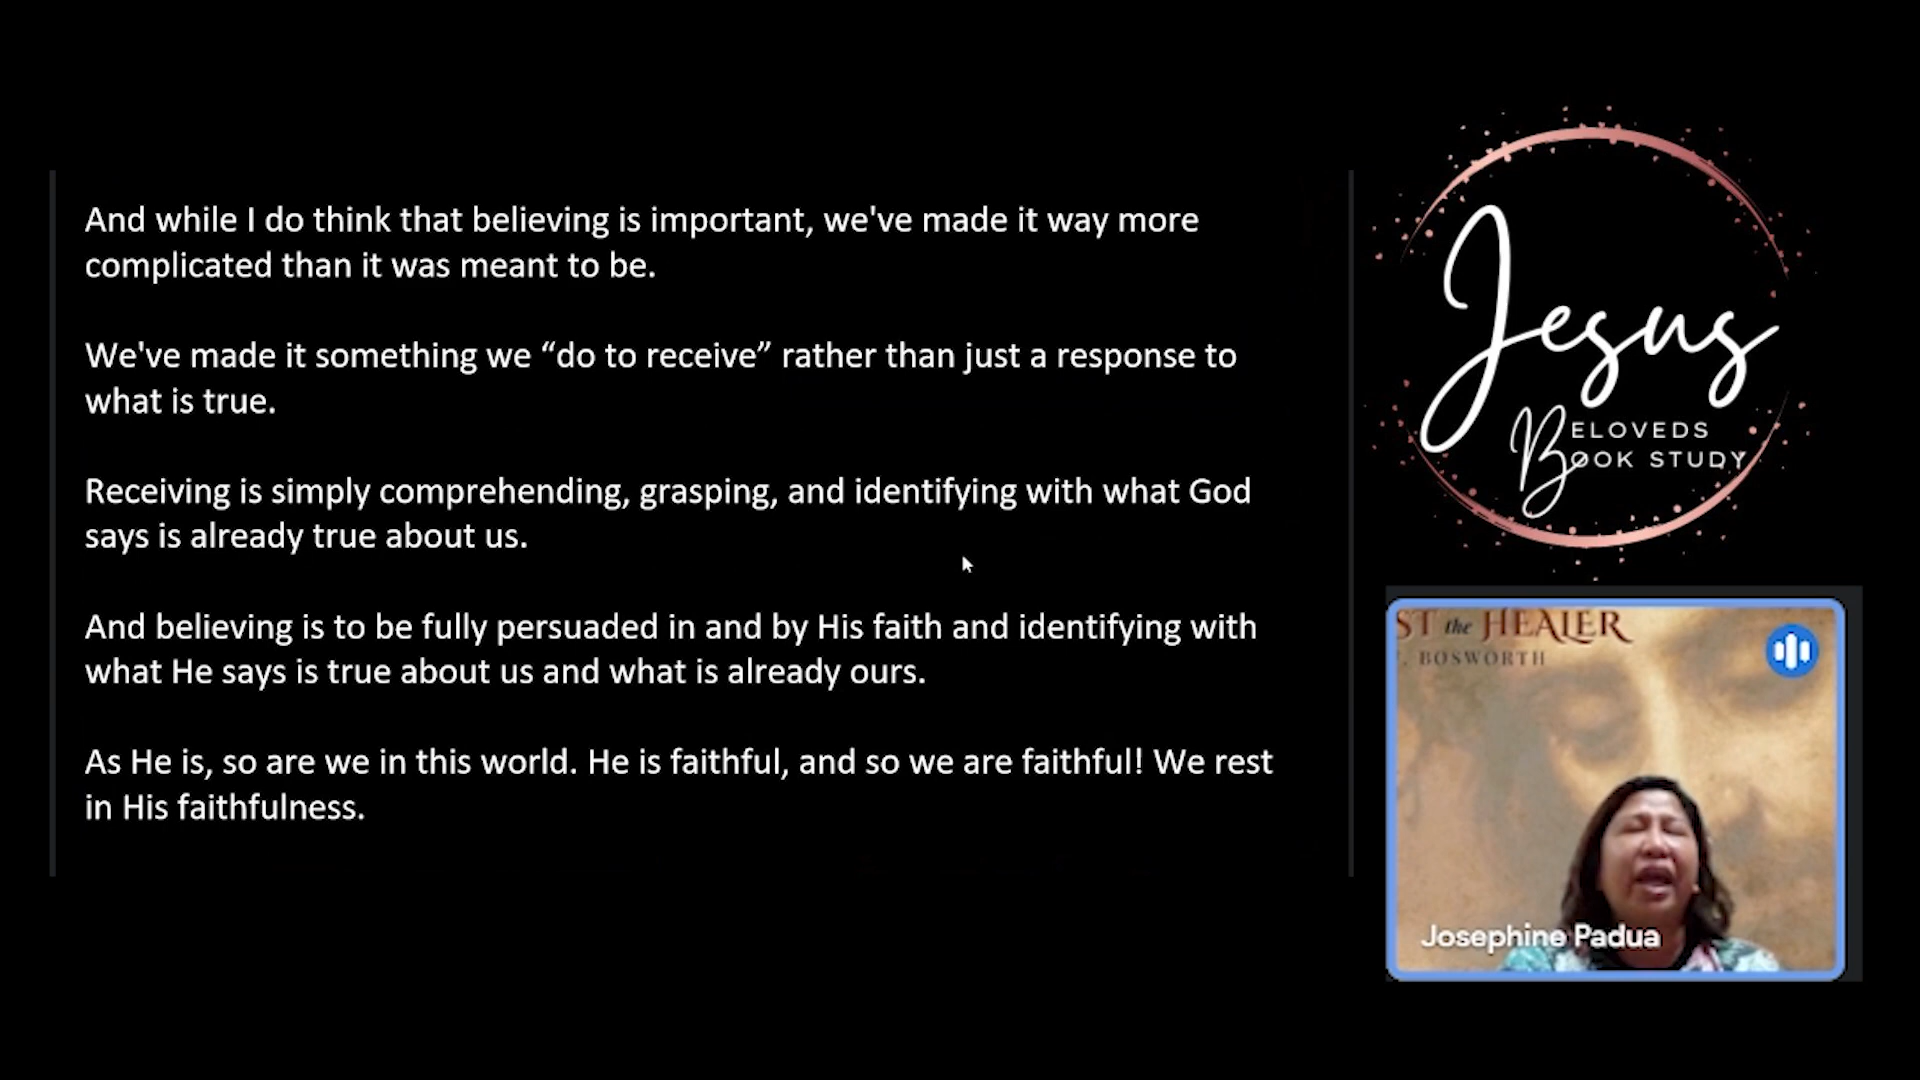 And while I do think that believing is important, we've made it way more
complicated than it was meant to be.
We've made it something we “do to receive” rather than just a response to
what is true.
Receiving is simply comprehending, grasping, and identifying with what God
says is already true about us.
And believing is to be fully persuaded in and by His faith and identifying with
what He says is true about us and what is already ours.
As He is, so are we in this world. He is faithful, and so we are faithful! We rest
in His faithfulness.
Jesus
BELOVEDS
BOOK STUDY
ST the HEALER
. BOSWORTH
Josephine Padua